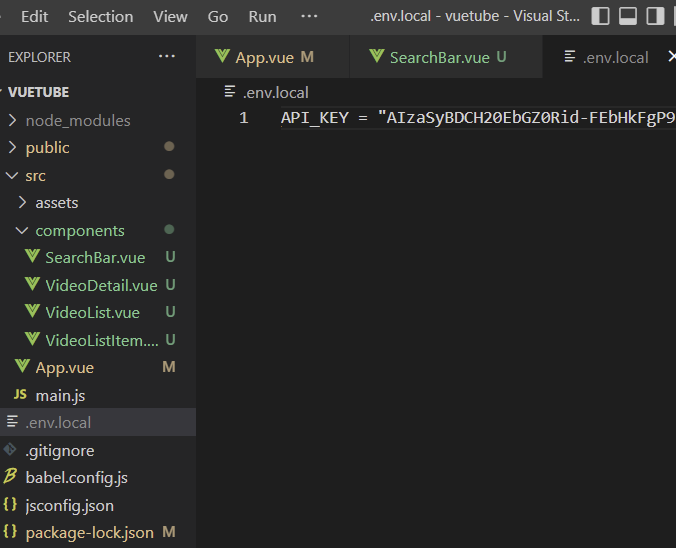 Edit Selection View Go Run ··· .env.local - vuetube - Visual St...
EXPLORER ···
App.vue M
SearchBar.vue U
.env.local
VUETUBE
.env.local
node_modules
1 API_KEY = "AIzaSyBDCH20EbGZ0Rid-FEbHkFgP9
public
src
assets
components
SearchBar.vue U
VideoDetail.vue U
VideoList.vue U
VideoListItem.... U
App.vue M
JS main.js
.env.local
.gitignore
babel.config.js
{} jsconfig.json
{} package-lock.json M